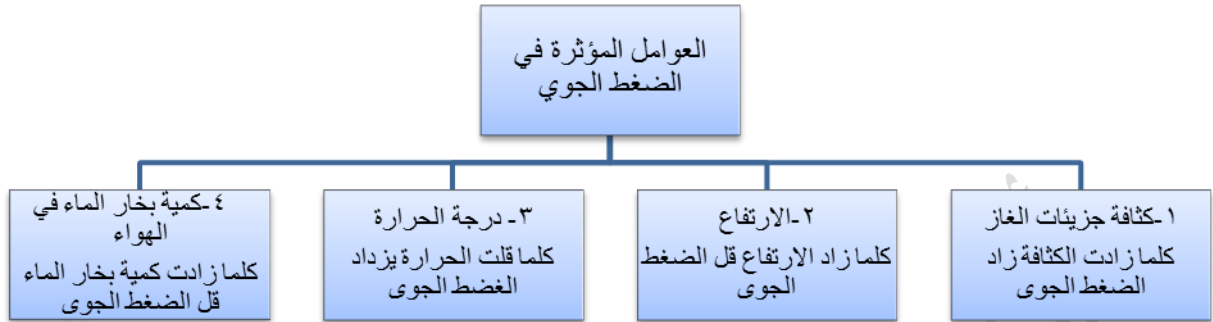 العوامل المؤثرة في
الضغط الجوي
١-كثافة جزيئات الغاز
كلما زادت الكثافة زاد
الضغط الجوى
٢-الارتفاع
كلما زاد الارتفاع قل الضغط
الجوى
٣- درجة الحرارة
كلما قلت الحرارة يزداد
الغضط الجوى
٤-كمية بخار الماء في
الهواء
كلما زادت كمية بخار الماء
قل الضغط الجوى